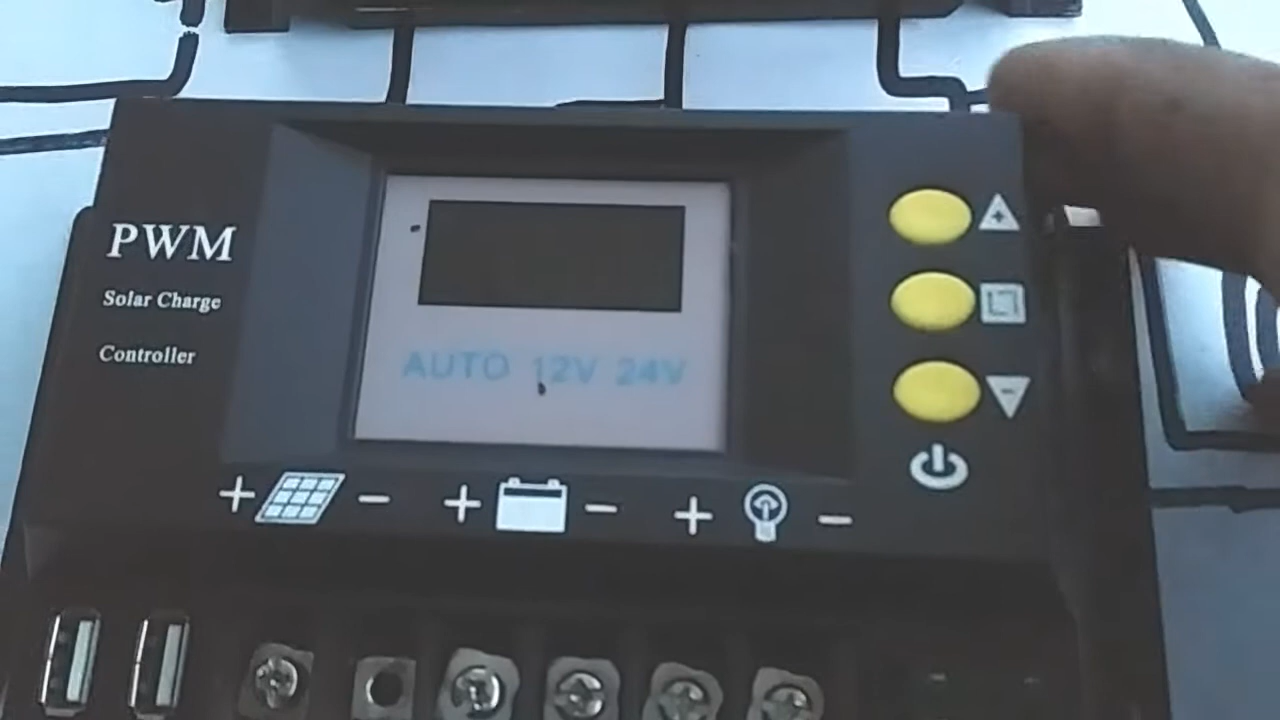 PWM
Solar Charge
Controller
AUTO 12V 24V
+ -
+ -
+ -